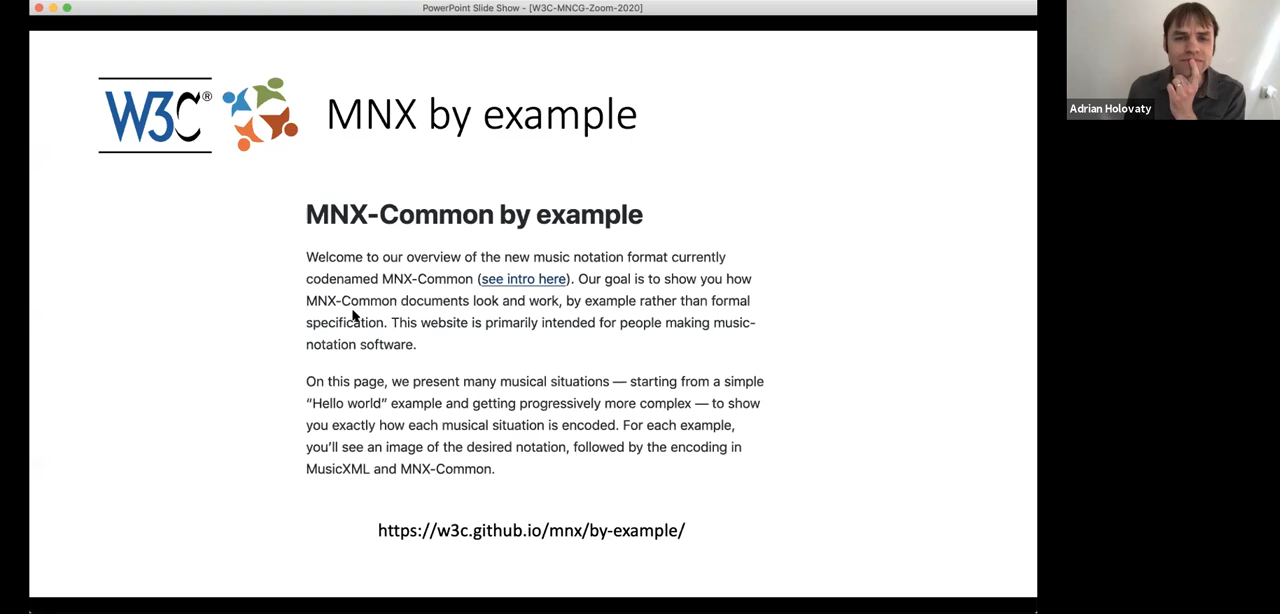 PowerPoint Slide Show - [W3C-MNCG-Zoom-2020]
W3C®
MNX by example
MNX-Common by example
Welcome to our overview of the new music notation format currently
codenamed MNX-Common (see intro here). Our goal is to show you how
MNX-Common documents look and work, by example rather than formal
specification. This website is primarily intended for people making music-
notation software.
On this page, we present many musical situations — starting from a simple
“Hello world” example and getting progressively more complex — to show
you exactly how each musical situation is encoded. For each example,
you’ll see an image of the desired notation, followed by the encoding in
MusicXML and MNX-Common.
https://w3c.github.io/mnx/by-example/
Adrian Holovaty